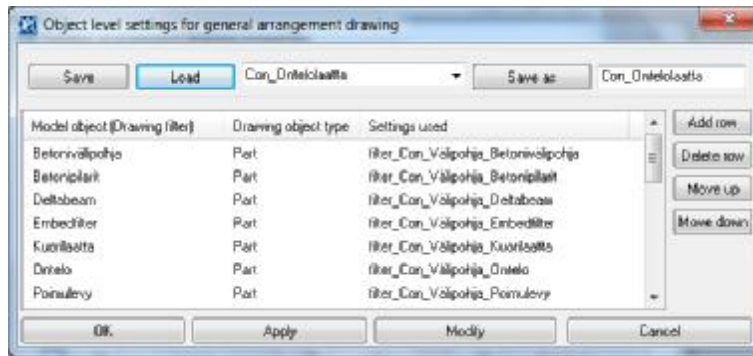 Object level settings for general arrangement drawing
Save Load Con_Ontelolaatta Save as Con_Ontelolaatta
Model object (Drawing filter) Drawing object type Settings used Add row
Betonivälipohja Part filter_Con_Välipohja_Betonivälipohja Delete row
Betonipilarit Part filter_Con_Välipohja_Betonipilarit Move up
Deltabeam Part filter_Con_Välipohja_Deltabeam Move down
Embedfilter Part filter_Con_Välipohja_Embedfilter
Kuorilaatta Part filter_Con_Välipohja_Kuorilaatta
Ontelo Part filter_Con_Välipohja_Ontelo
Poimulevy Part filter_Con_Välipohja_Poimulevy
OK Apply Modify Cancel